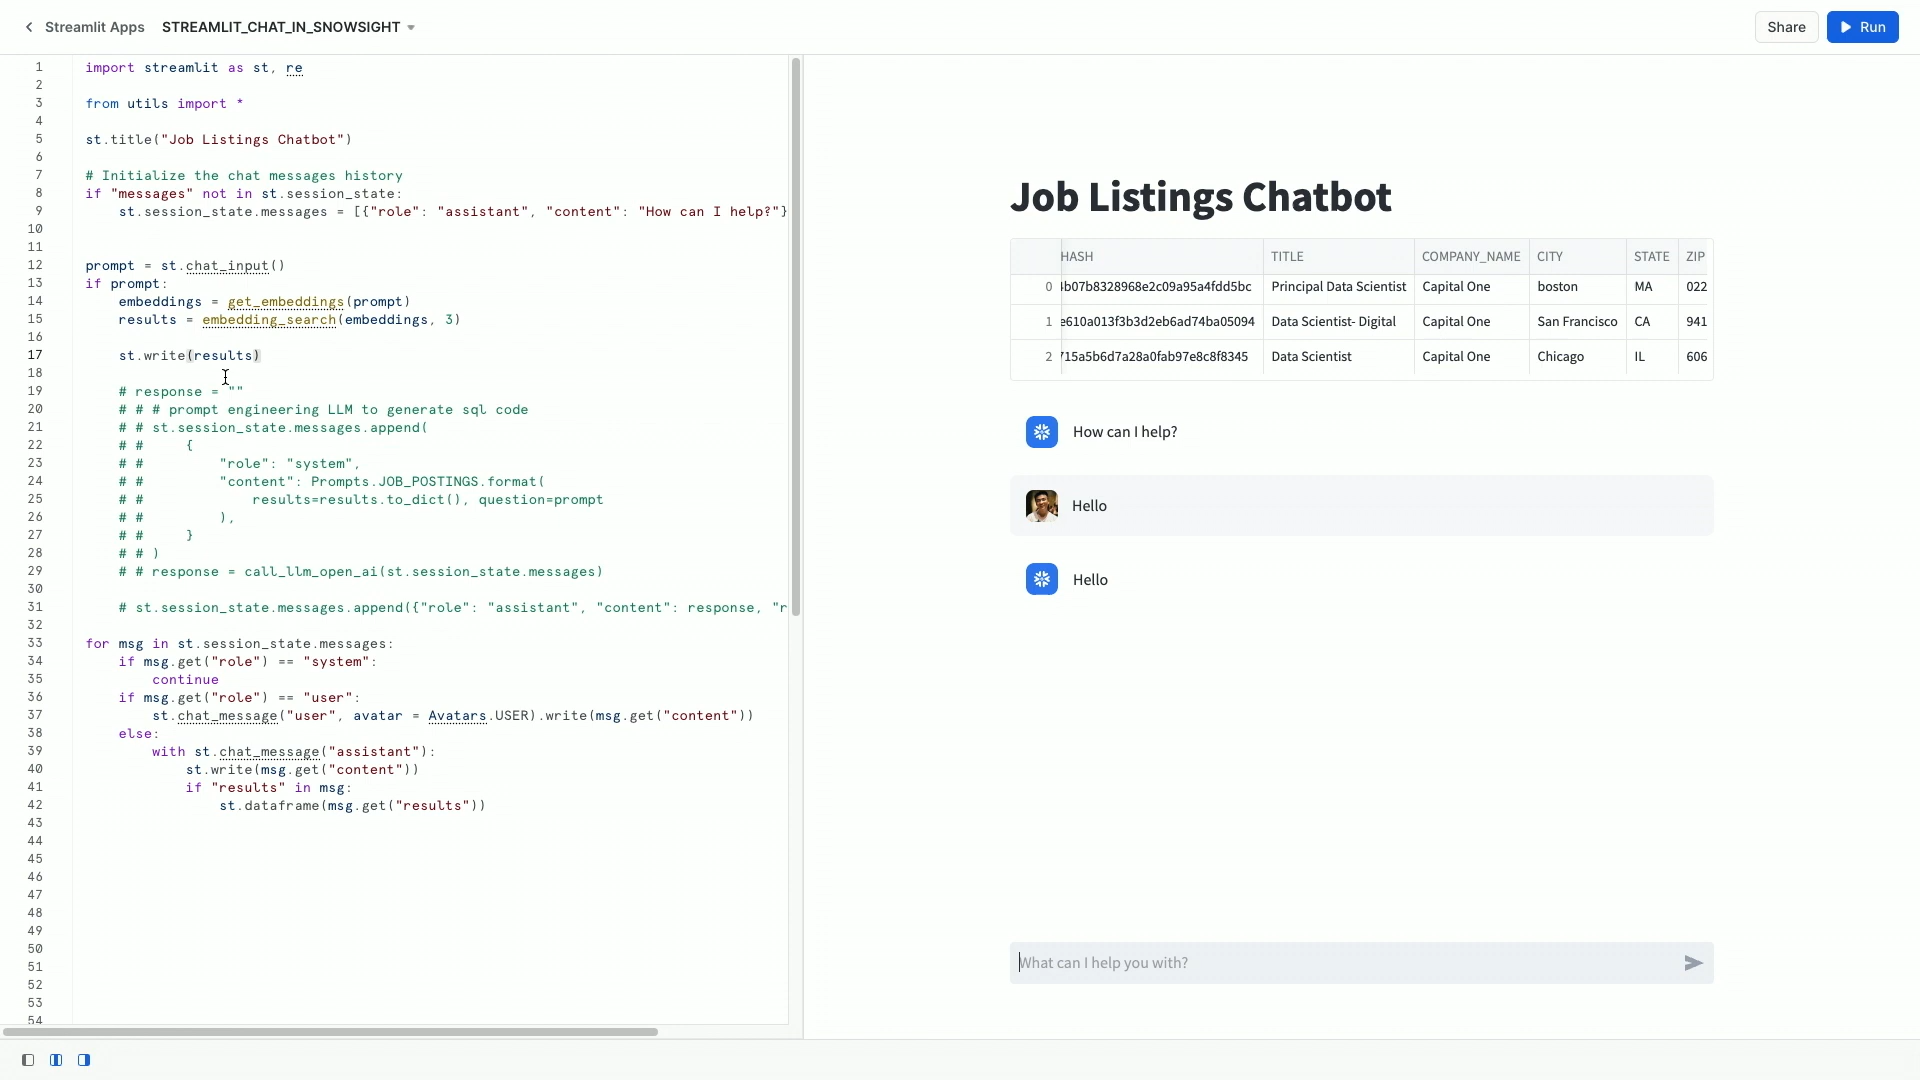 Streamlit Apps STREAMLIT_CHAT_IN_SNOWSIGHT
Share Run
1 import streamlit as st, re
2
3 from utils import *
4
5 st.title("Job Listings Chatbot")
6
7 # Initialize the chat messages history
8 if "messages" not in st.session_state:
9 st.session_state.messages = [{"role": "assistant", "content": "How can I help?"}
10
11
12 prompt = st.chat_input()
13 if prompt:
14 embeddings = get_embeddings(prompt)
15 results = embedding_search(embeddings, 3)
16
17 st.write(results)
18
19 # response = ""
20 # # # prompt engineering LLM to generate sql code
21 # # st.session_state.messages.append(
22 # # {
23 # # "role": "system",
24 # # "content": Prompts.JOB_POSTINGS.format(
25 # # results=results.to_dict(), question=prompt
26 # # ),
27 # # }
28 # # )
29 # # response = call_llm_open_ai(st.session_state.messages)
30
31 # st.session_state.messages.append({"role": "assistant", "content": response, "r
32
33 for msg in st.session_state.messages:
34 if msg.get("role") == "system":
35 continue
36 if msg.get("role") == "user":
37 st.chat_message("user", avatar = Avatars.USER).write(msg.get("content"))
38 else:
39 with st.chat_message("assistant"):
40 st.write(msg.get("content"))
41 if "results" in msg:
42 st.dataframe(msg.get("results"))
43
44
45
46
47
48
49
50
51
52
53
54
Job Listings Chatbot
HASH TITLE COMPANY_NAME CITY STATE ZIP
0 4b07b8328968e2c09a95a4fdd5bc Principal Data Scientist Capital One boston MA 022
1 e610a013f3b3d2eb6ad74ba05094 Data Scientist- Digital Capital One San Francisco CA 941
2 715a5b6d7a28a0fab97e8c8f8345 Data Scientist Capital One Chicago IL 606
How can I help?
Hello
Hello
What can I help you with?